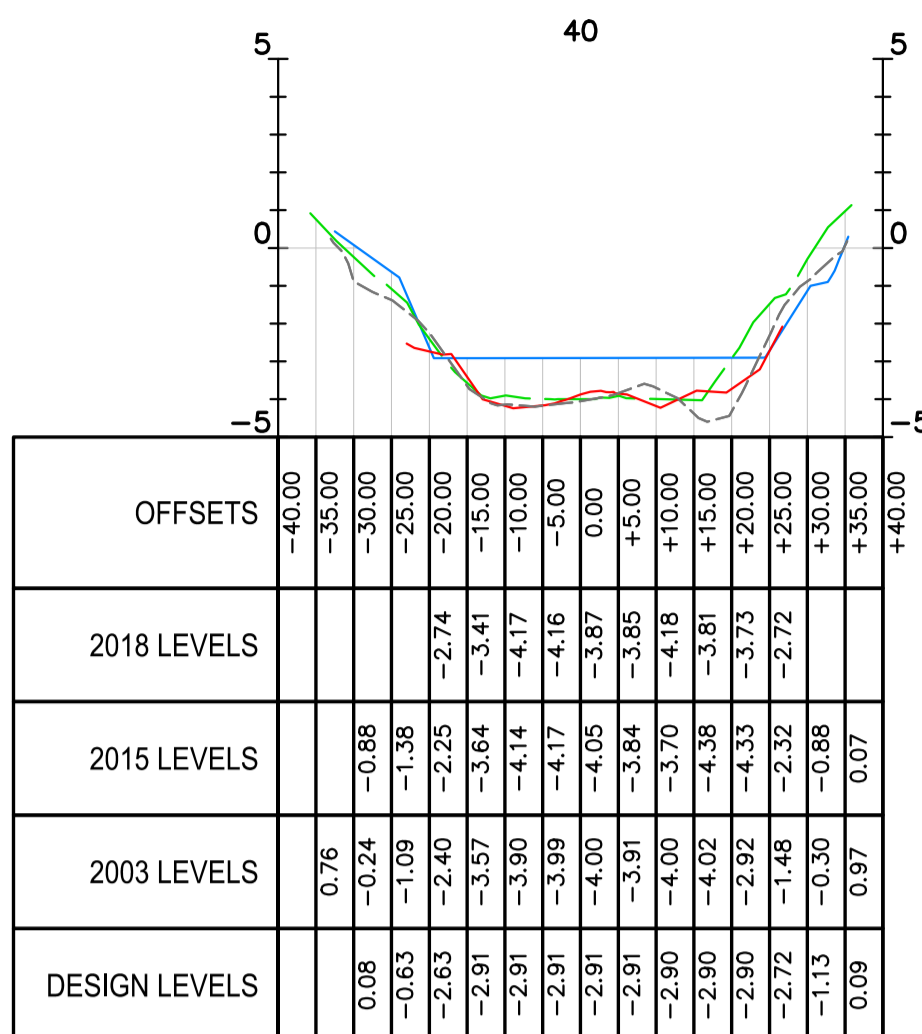 40
5 5
0 0
-5 -5
OFFSETS -40.00 -35.00 -30.00 -25.00 -20.00 -15.00 -10.00 -5.00 0.00 +5.00 +10.00 +15.00 +20.00 +25.00 +30.00 +35.00 +40.00
2018 LEVELS -2.74 -3.41 -4.17 -4.16 -3.87 -3.85 -4.18 -3.81 -3.73 -2.72
2015 LEVELS -0.88 -1.38 -2.25 -3.64 -4.14 -4.17 -4.05 -3.84 -3.70 -4.38 -4.33 -2.32 -0.88 0.07
2003 LEVELS 0.76 -0.24 -1.09 -2.40 -3.57 -3.90 -3.99 -4.00 -3.91 -4.00 -4.02 -2.92 -1.48 -0.30 0.97
DESIGN LEVELS 0.08 -0.63 -2.63 -2.91 -2.91 -2.91 -2.91 -2.91 -2.90 -2.90 -2.90 -2.72 -1.13 0.09